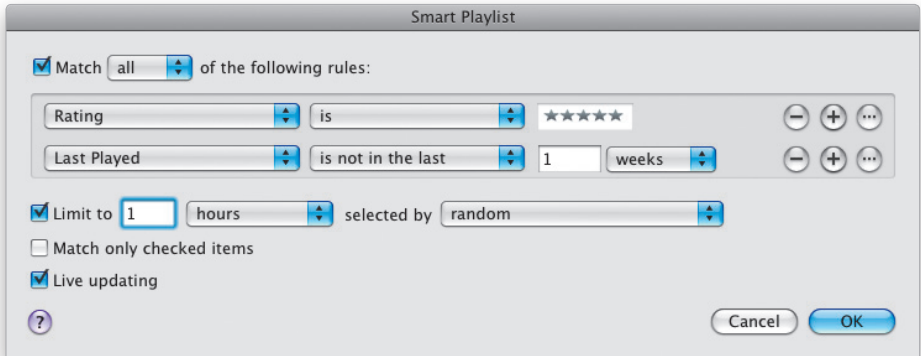 Smart Playlist
Match all of the following rules:
Rating is ★★★★★
Last Played is not in the last 1 weeks
Limit to 1 hours selected by random
Match only checked items
Live updating
? Cancel OK